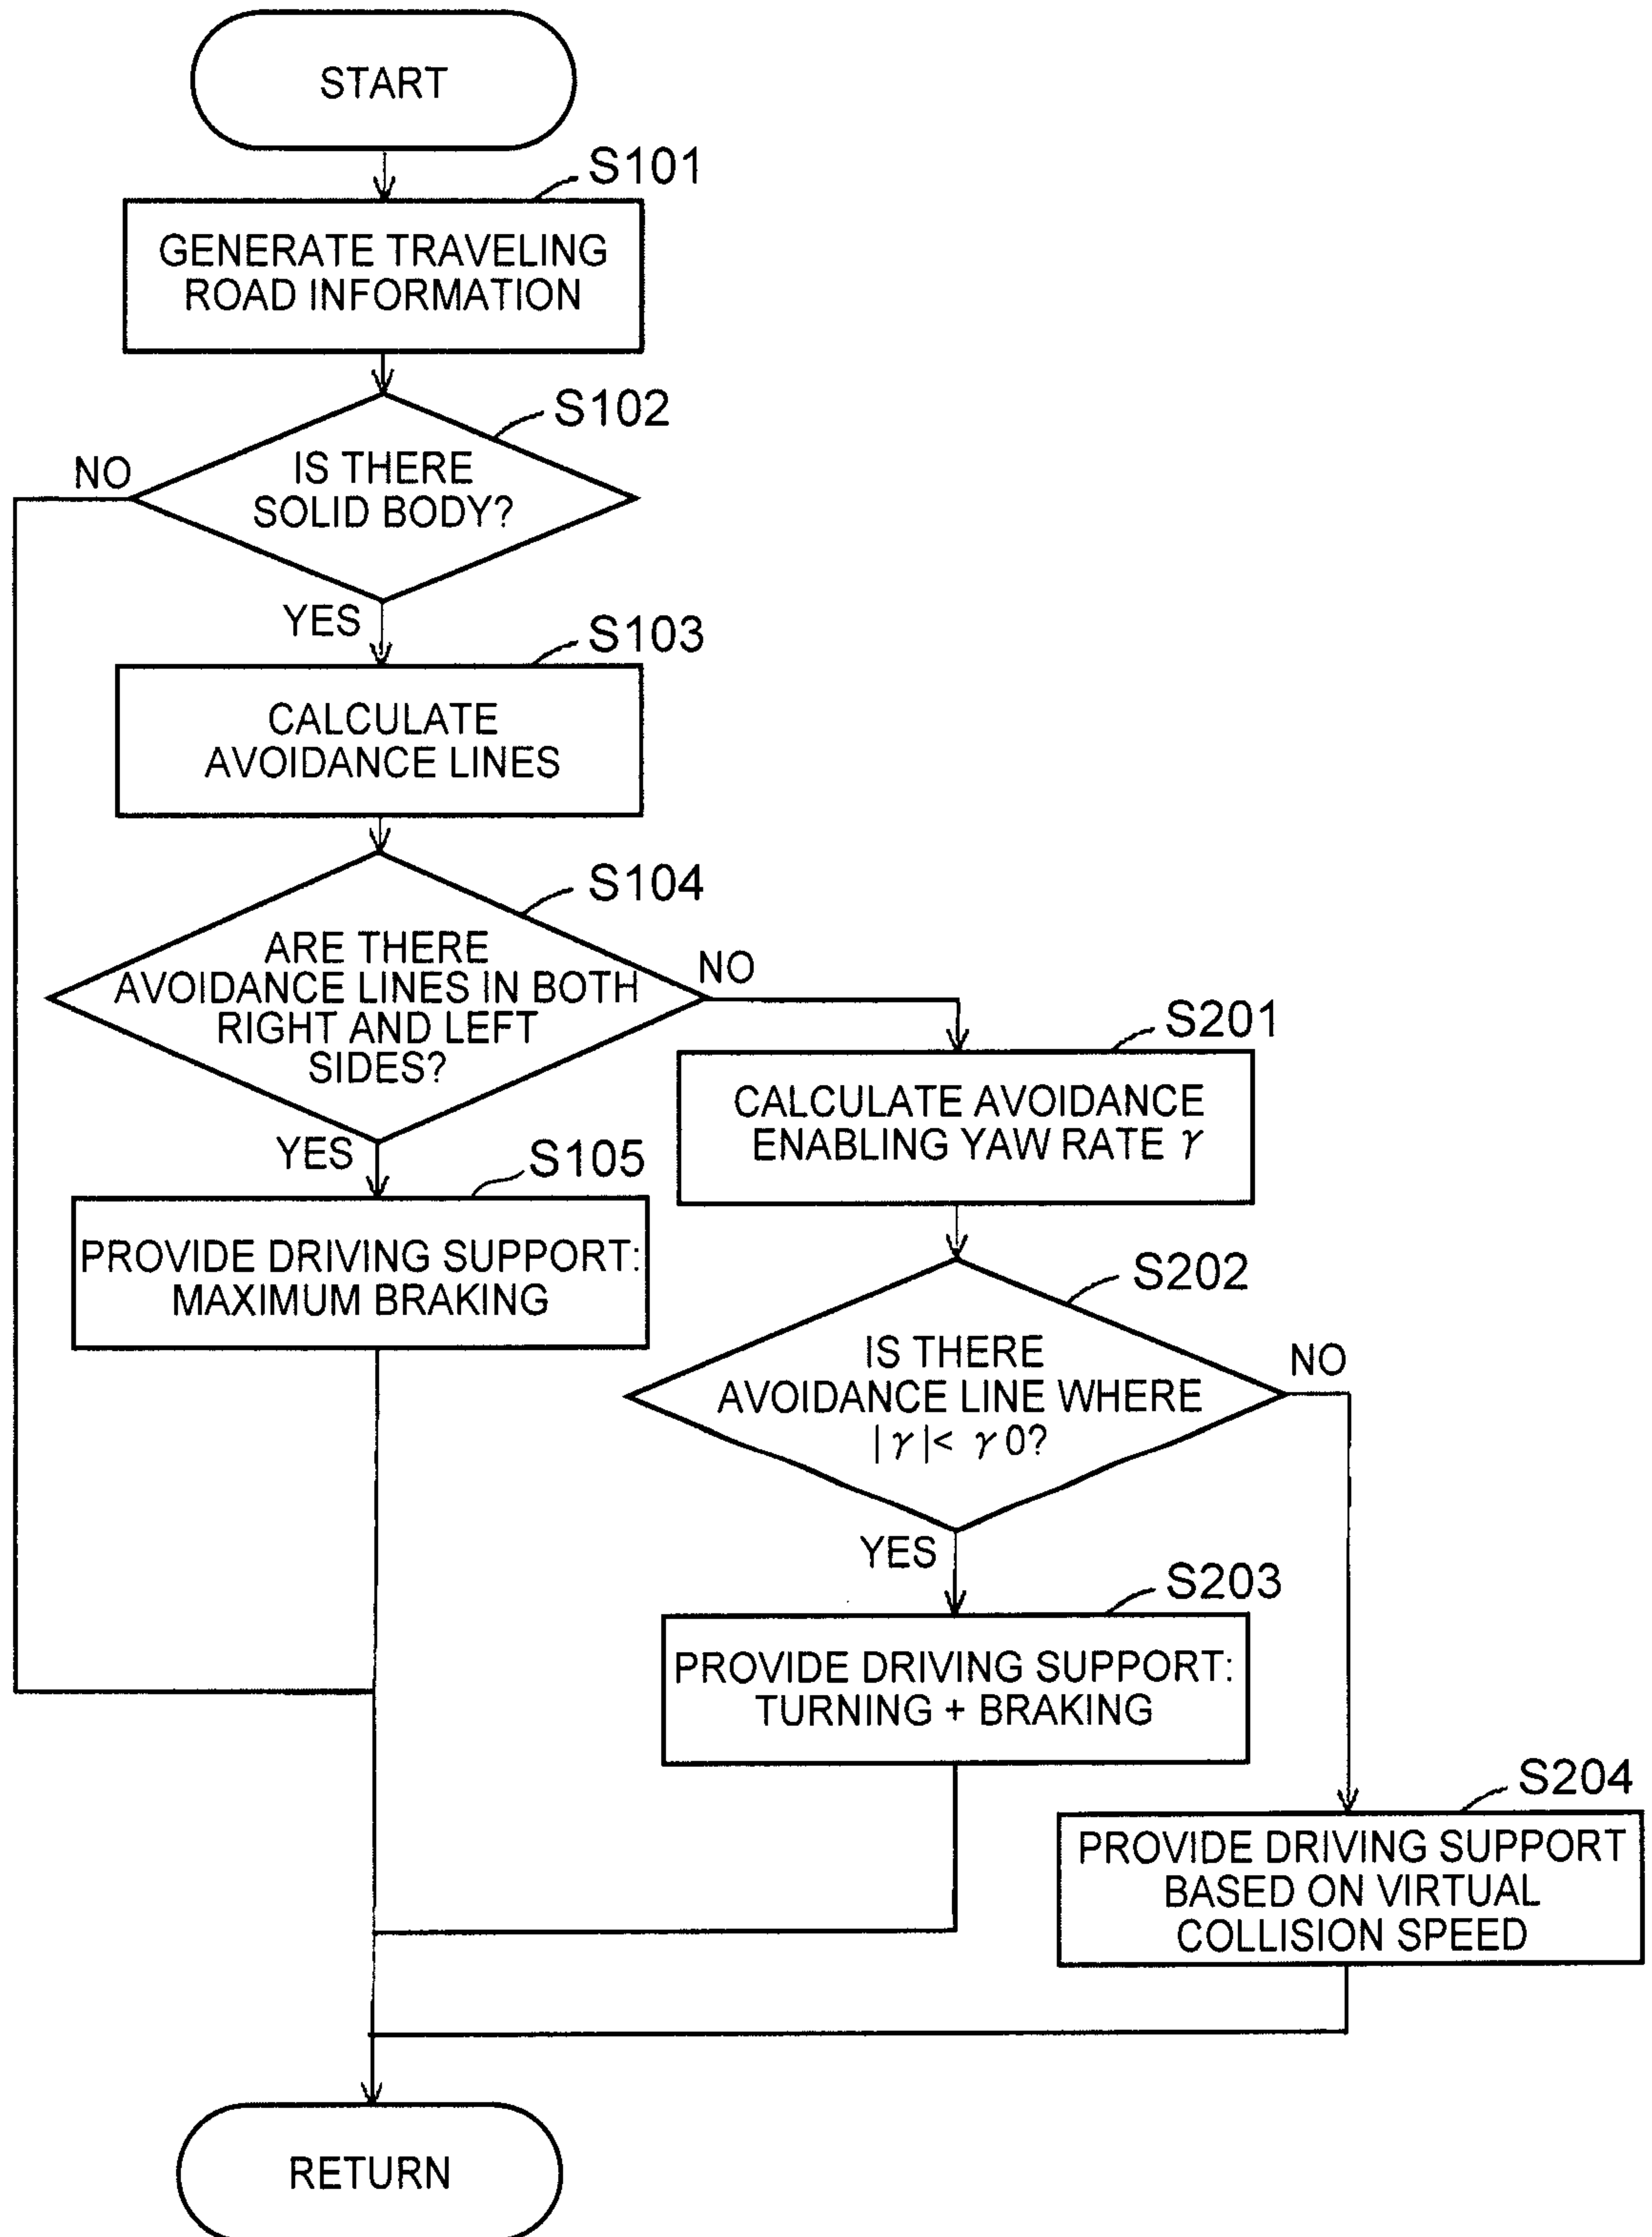 START
S101
GENERATE TRAVELING
ROAD INFORMATION
S102
NO
IS THERE
SOLID BODY?
YES
S103
CALCULATE
AVOIDANCE LINES
S104
ARE THERE
AVOIDANCE LINES IN BOTH
RIGHT AND LEFT
SIDES?
NO
YES
S105
PROVIDE DRIVING SUPPORT:
MAXIMUM BRAKING
S201
CALCULATE AVOIDANCE
ENABLING YAW RATE γ
S202
IS THERE
AVOIDANCE LINE WHERE
|γ|< γ0?
NO
YES
S203
PROVIDE DRIVING SUPPORT:
TURNING + BRAKING
S204
PROVIDE DRIVING SUPPORT
BASED ON VIRTUAL
COLLISION SPEED
RETURN